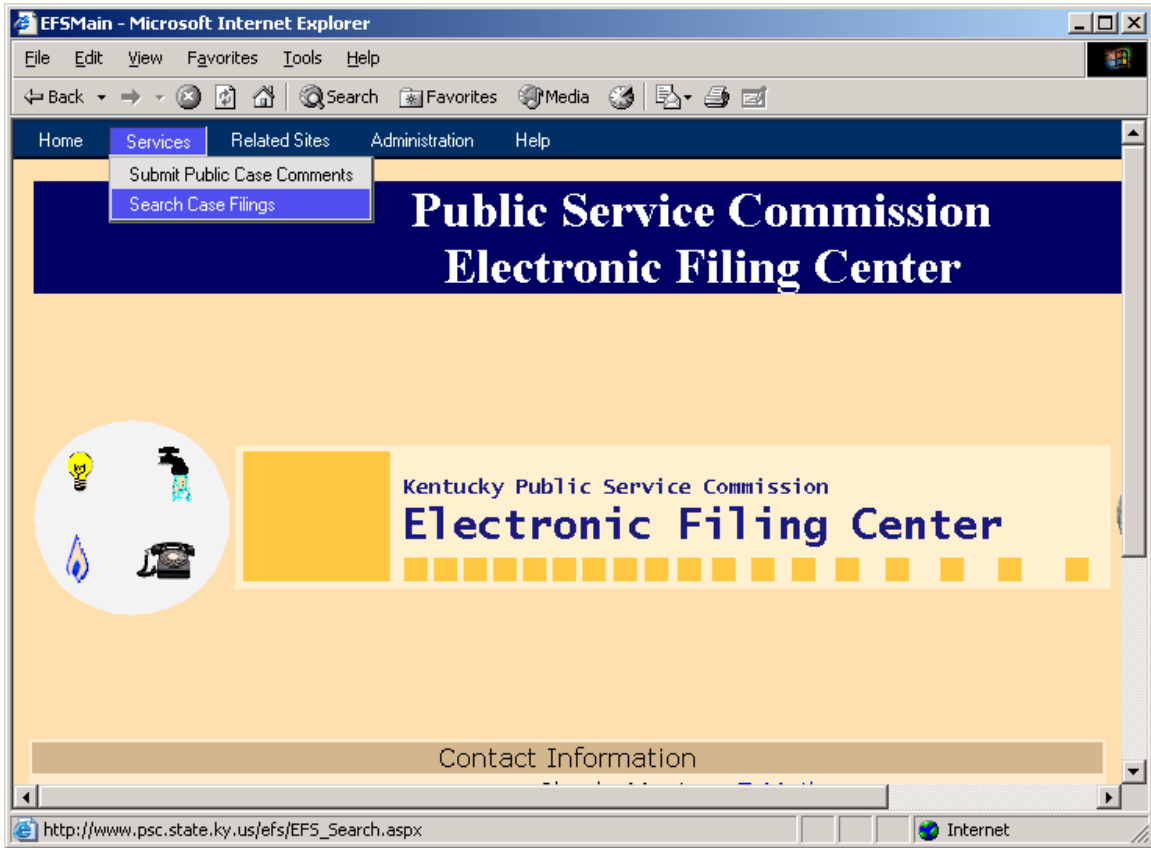 EFSMain - Microsoft Internet Explorer
File Edit View Favorites Tools Help
Back Search Favorites Media
Home Services Related Sites Administration Help
Submit Public Case Comments
Search Case Filings
Public Service Commission
Electronic Filing Center
Kentucky Public Service Commission
Electronic Filing Center
Contact Information
http://www.psc.state.ky.us/efs/EFS_Search.aspx Internet